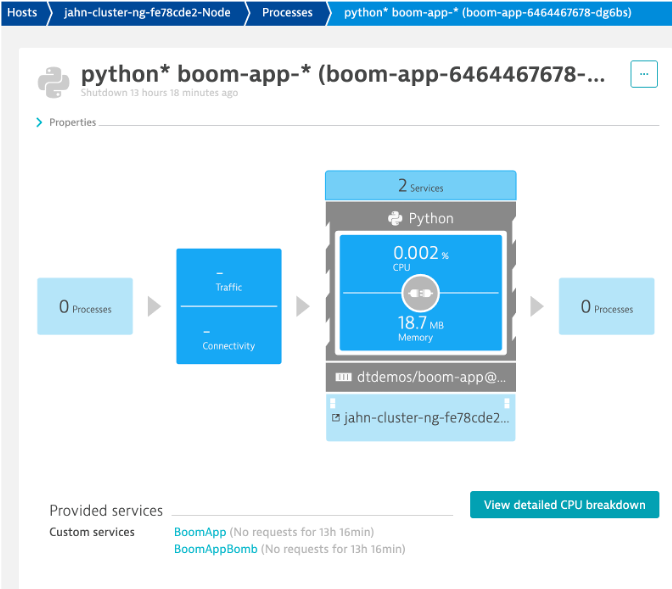 Hosts jahn-cluster-ng-fe78cde2-Node Processes python* boom-app-* (boom-app-6464467678-dg6bs)
python* boom-app-* (boom-app-6464467678-...
...
Shutdown 13 hours 18 minutes ago
Properties
2 Services
Python
0.002 %
CPU
18.7 MB
Memory
– Traffic
– Connectivity
0 Processes
0 Processes
dtdemos/boom-app@...
jahn-cluster-ng-fe78cde2...
Provided services
View detailed CPU breakdown
Custom services BoomApp (No requests for 13h 16min)
BoomAppBomb (No requests for 13h 16min)